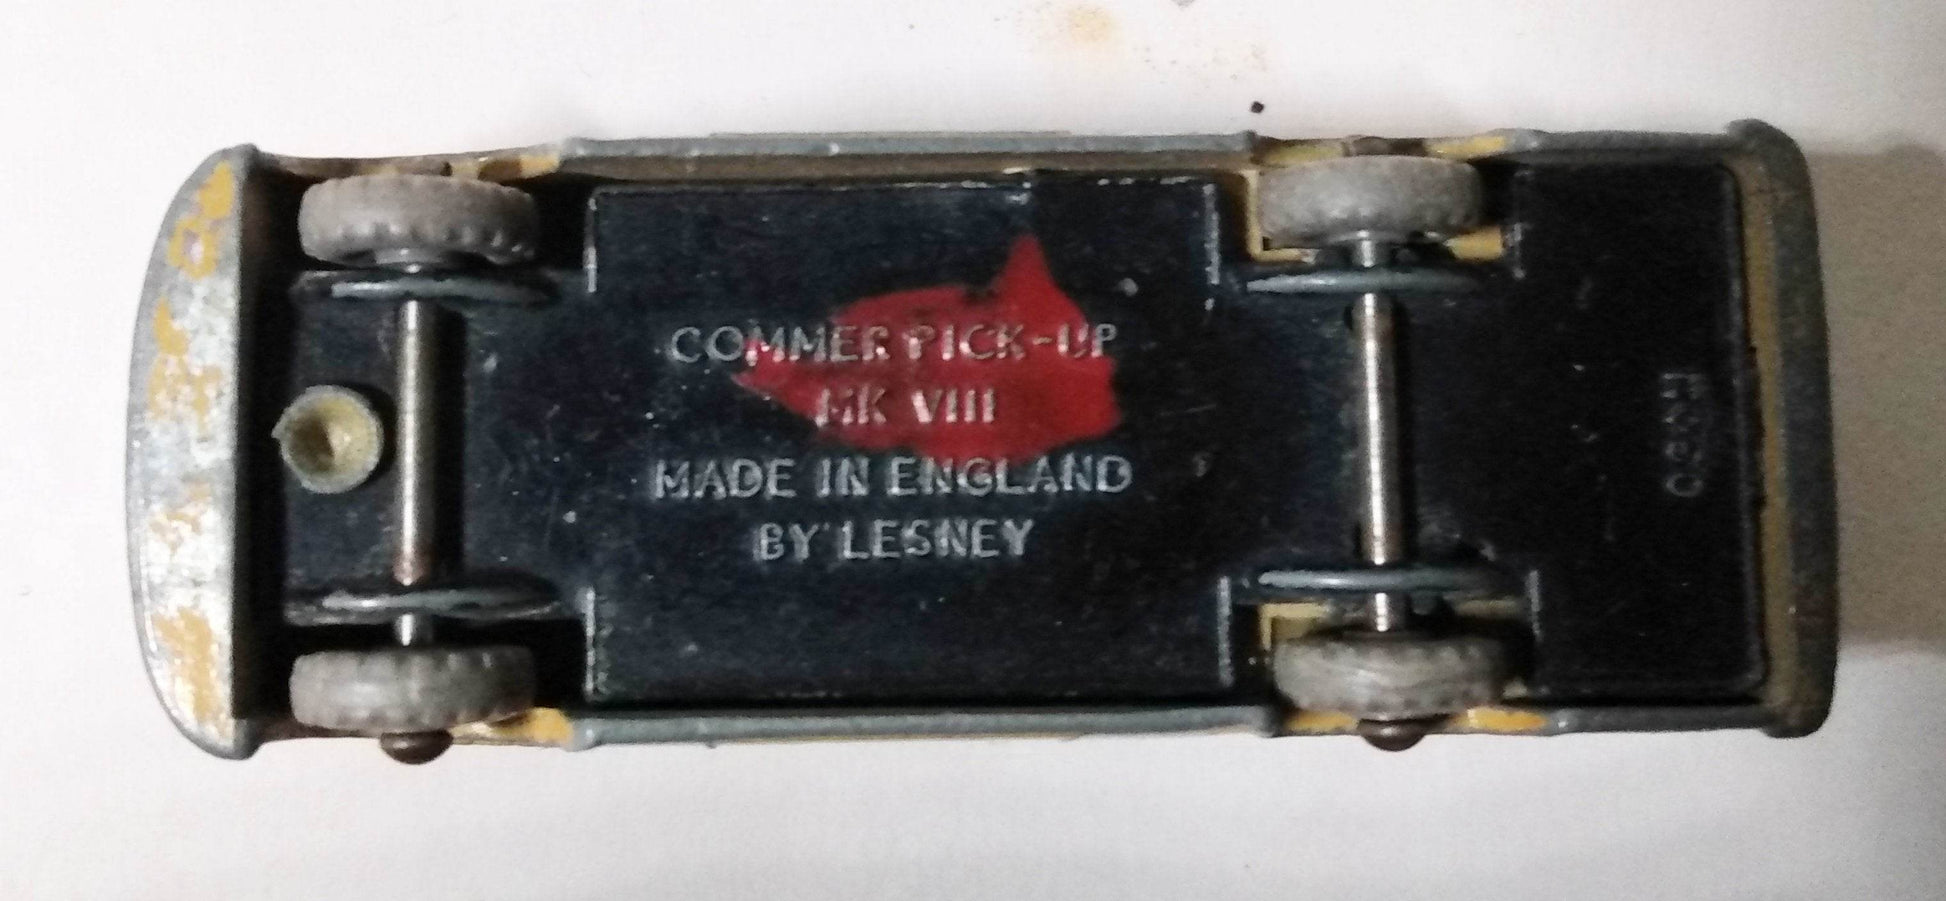 COMMER PICK-UP
MK VIII
MADE IN ENGLAND
BY LESNEY